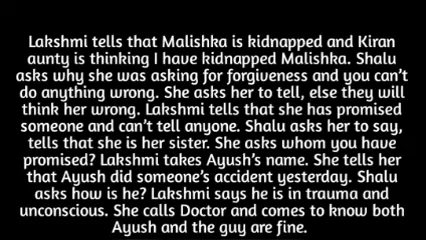 Lakshmi tells that Malishka is kidnapped and Kiran
aunty is thinking I have kidnapped Malishka. Shalu
asks why she was asking for forgiveness and you can't
do anything wrong. She asks her to tell, else they will
think her wrong. Lakshmi tells that she has promised
someone and can't tell anyone. Shalu asks her to say,
tells that she is her sister. She asks whom you have
promised? Lakshmi takes Ayush's name. She tells her
that Ayush did someone's accident yesterday. Shalu
asks how is he? Lakshmi says he is in trauma and
unconscious. She calls Doctor and comes to know both
Ayush and the guy are fine.